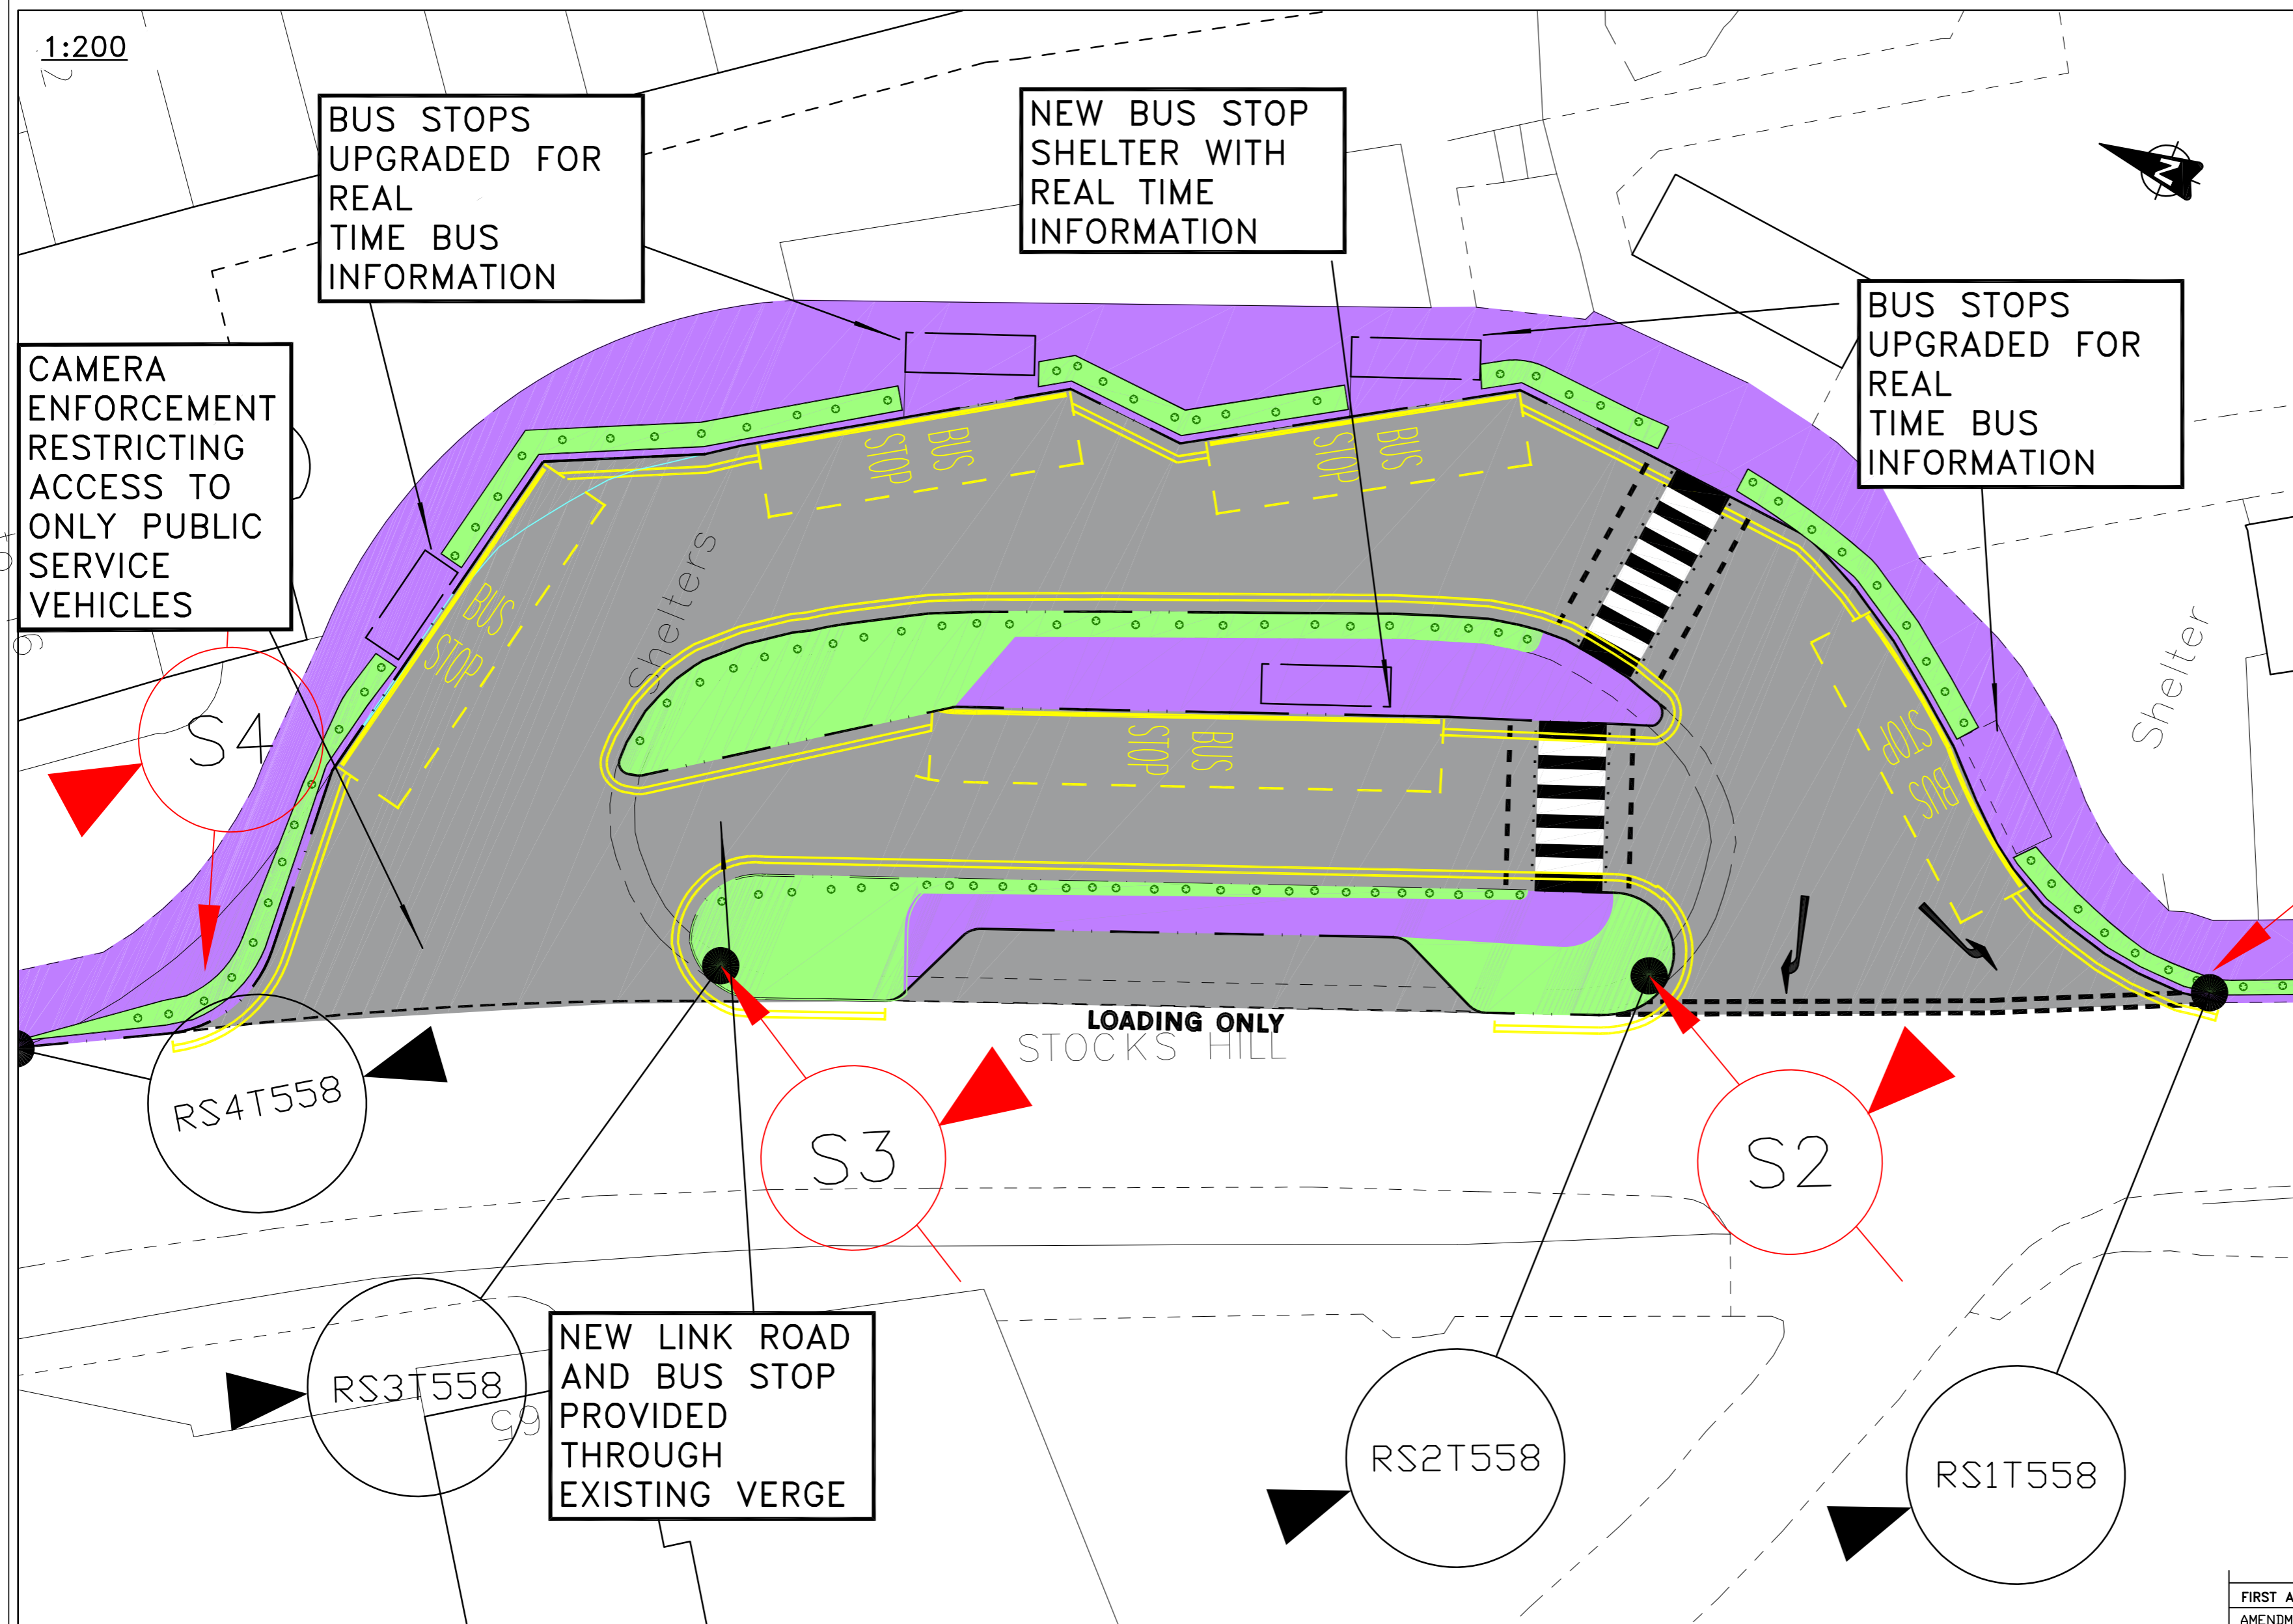 1:200
BUS STOPS
UPGRADED FOR
REAL
TIME BUS
INFORMATION
NEW BUS STOP
SHELTER WITH
REAL TIME
INFORMATION
N
BUS STOPS
UPGRADED FOR
REAL
TIME BUS
INFORMATION
CAMERA
ENFORCEMENT
RESTRICTING
ACCESS TO
ONLY PUBLIC
SERVICE
VEHICLES
BUS
STOP
BUS
STOP
BUS
STOP
Shelters
Shelter
BUS
STOP
BUS
STOP
S4
LOADING ONLY
STOCKS HILL
RS4T558
S3
S2
RS3T558
65
NEW LINK ROAD
AND BUS STOP
PROVIDED
THROUGH
EXISTING VERGE
RS2T558
RS1T558
FIRST A
AMENDM